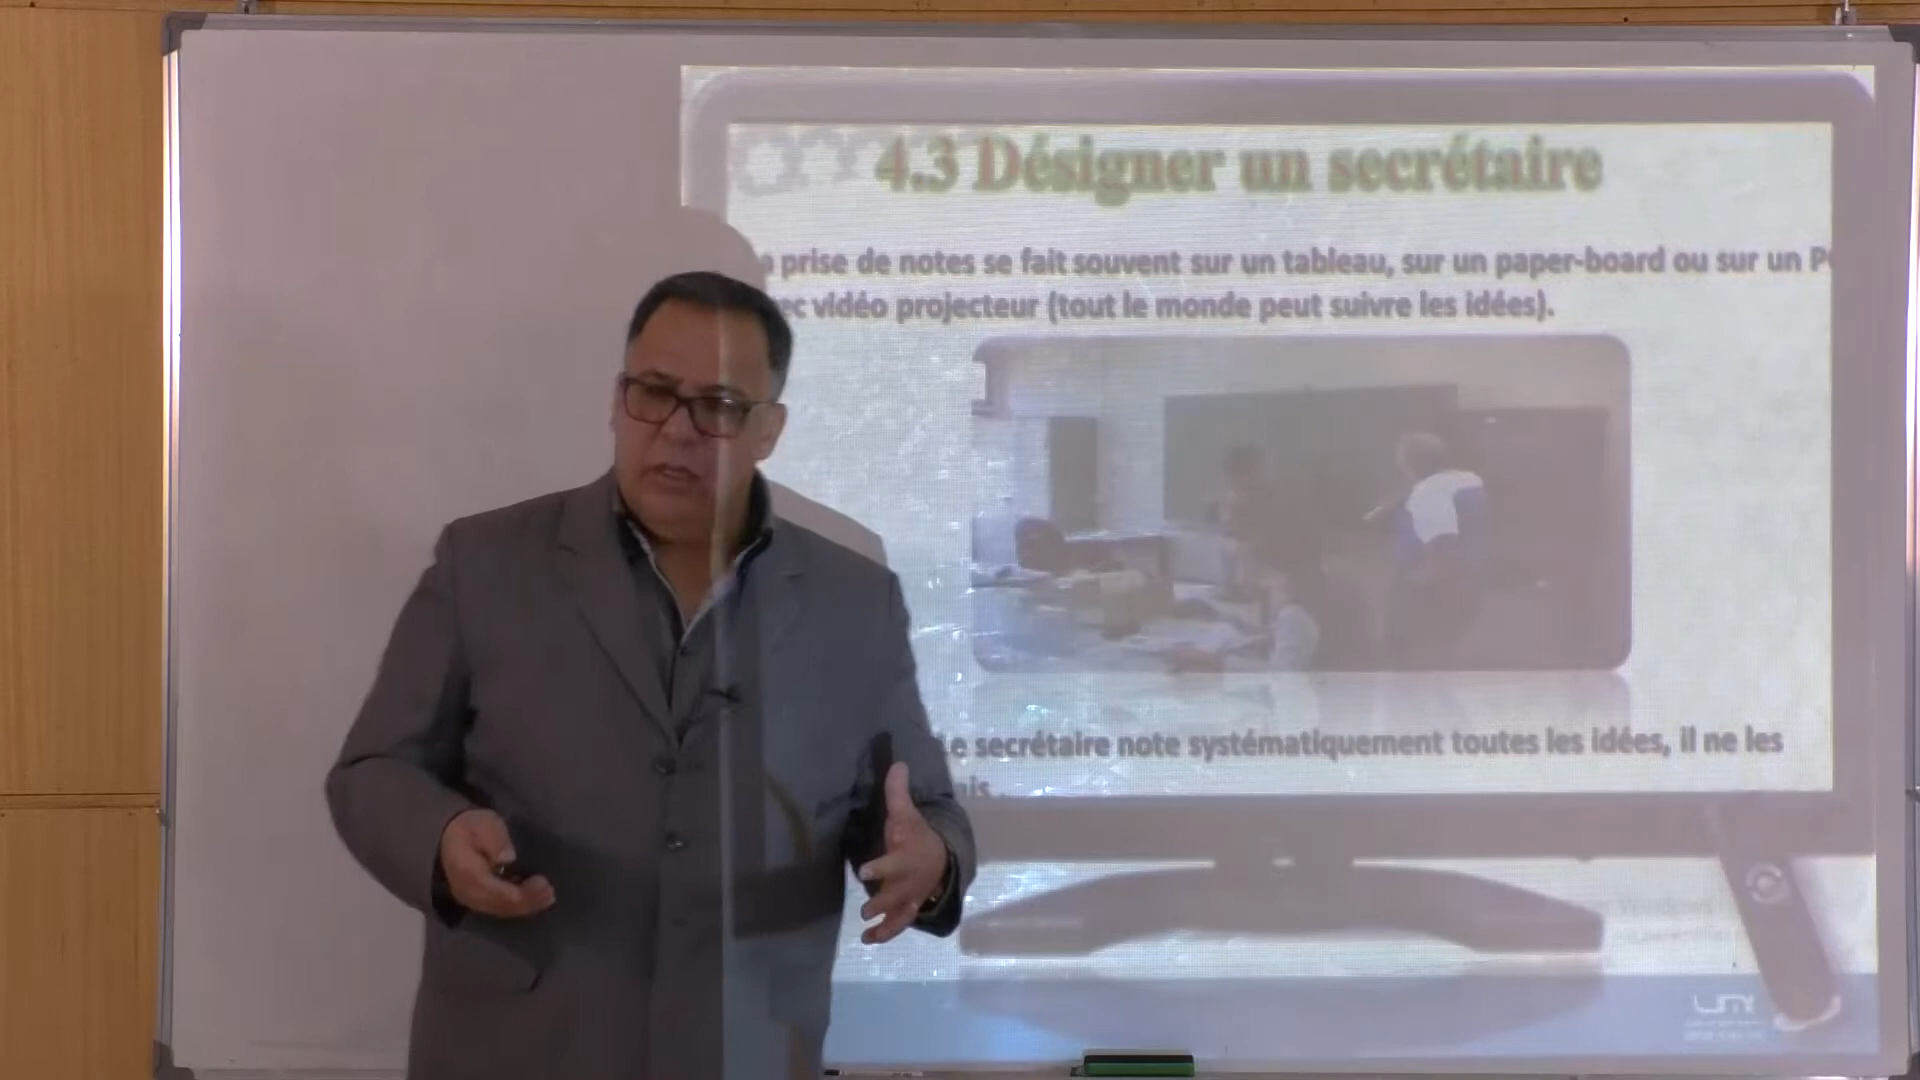 4.3 Désigner un secrétaire
prise de notes se fait souvent sur un tableau, sur un paper-board ou sur un P
ec vidéo projecteur (tout le monde peut suivre les idées).
Le secrétaire note systématiquement toutes les idées, il ne les